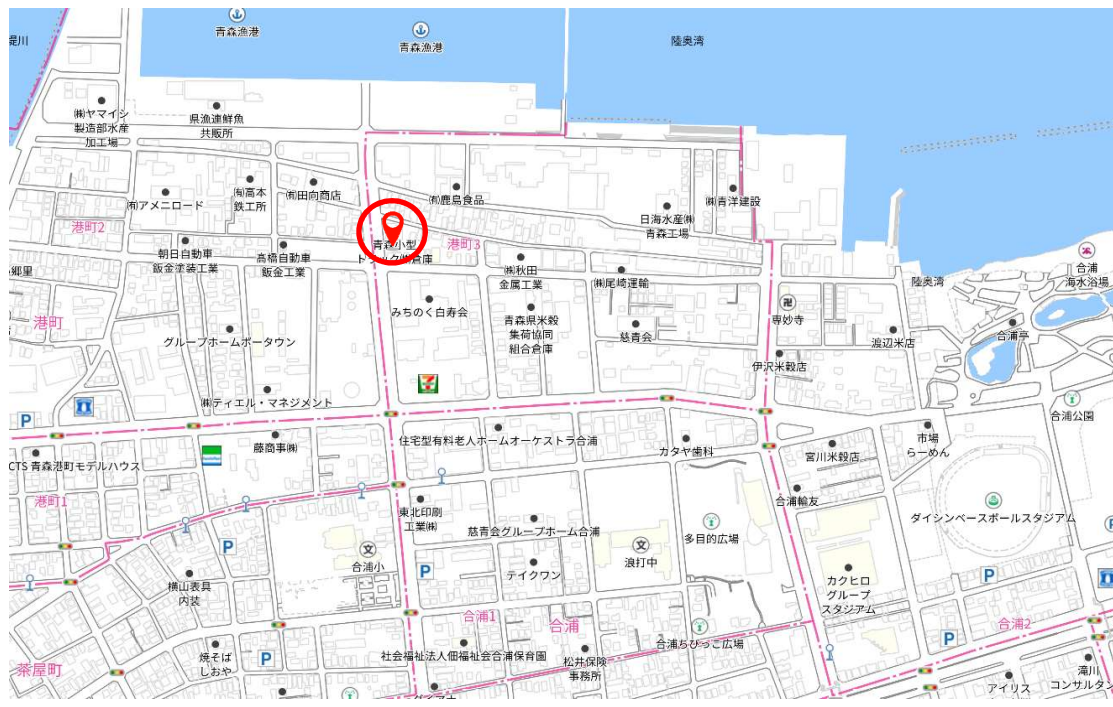 青森漁港
青森漁港
陸奥湾
堤川
㈱ヤマイシ
製造部水産
加工場
県漁連鮮魚
共販所
㈲アメニロード
㈲高本
鉄工所
㈲田向商店
㈲鹿島食品
日海水産㈱
青森工場
㈱青洋建設
港町2
朝日自動車
鈑金塗装工業
高橋自動車
鈑金工業
青森小型
トラック㈱倉庫
港町3
㈱秋田
金属工業
㈱尾崎運輸
陸奥湾
合浦
海水浴場
郷里
港町
グループホームポータウン
みちのく白寿会
青森県米穀
集荷協同
組合倉庫
慈青会
専妙寺
渡辺米店
合浦亭
伊沢米穀店
㈱ティエル・マネジメント
合浦公園
P
CTS 青森港町モデルハウス
藤商事㈱
住宅型有料老人ホームオーケストラ合浦
カタヤ歯科
宮川米穀店
市場
らーめん
港町1
東北印刷
工業㈱
慈青会グループホーム合浦
多目的広場
合浦輪友
ダイシンベースボールスタジアム
P
P
合浦小
P
テイクワン
浪打中
カクヒロ
グループ
スタジアム
P
横山表具
内装
合浦1
合浦
合浦ちびっこ広場
合浦2
P
茶屋町
焼そば
しおや
P
社会福祉法人佃福祉会合浦保育園
松井保険
事務所
アイリス
滝川
コンサルタン